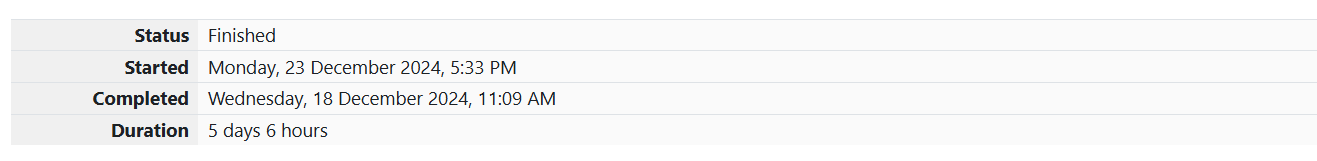 Status Finished
Started Monday, 23 December 2024, 5:33 PM
Completed Wednesday, 18 December 2024, 11:09 AM
Duration 5 days 6 hours